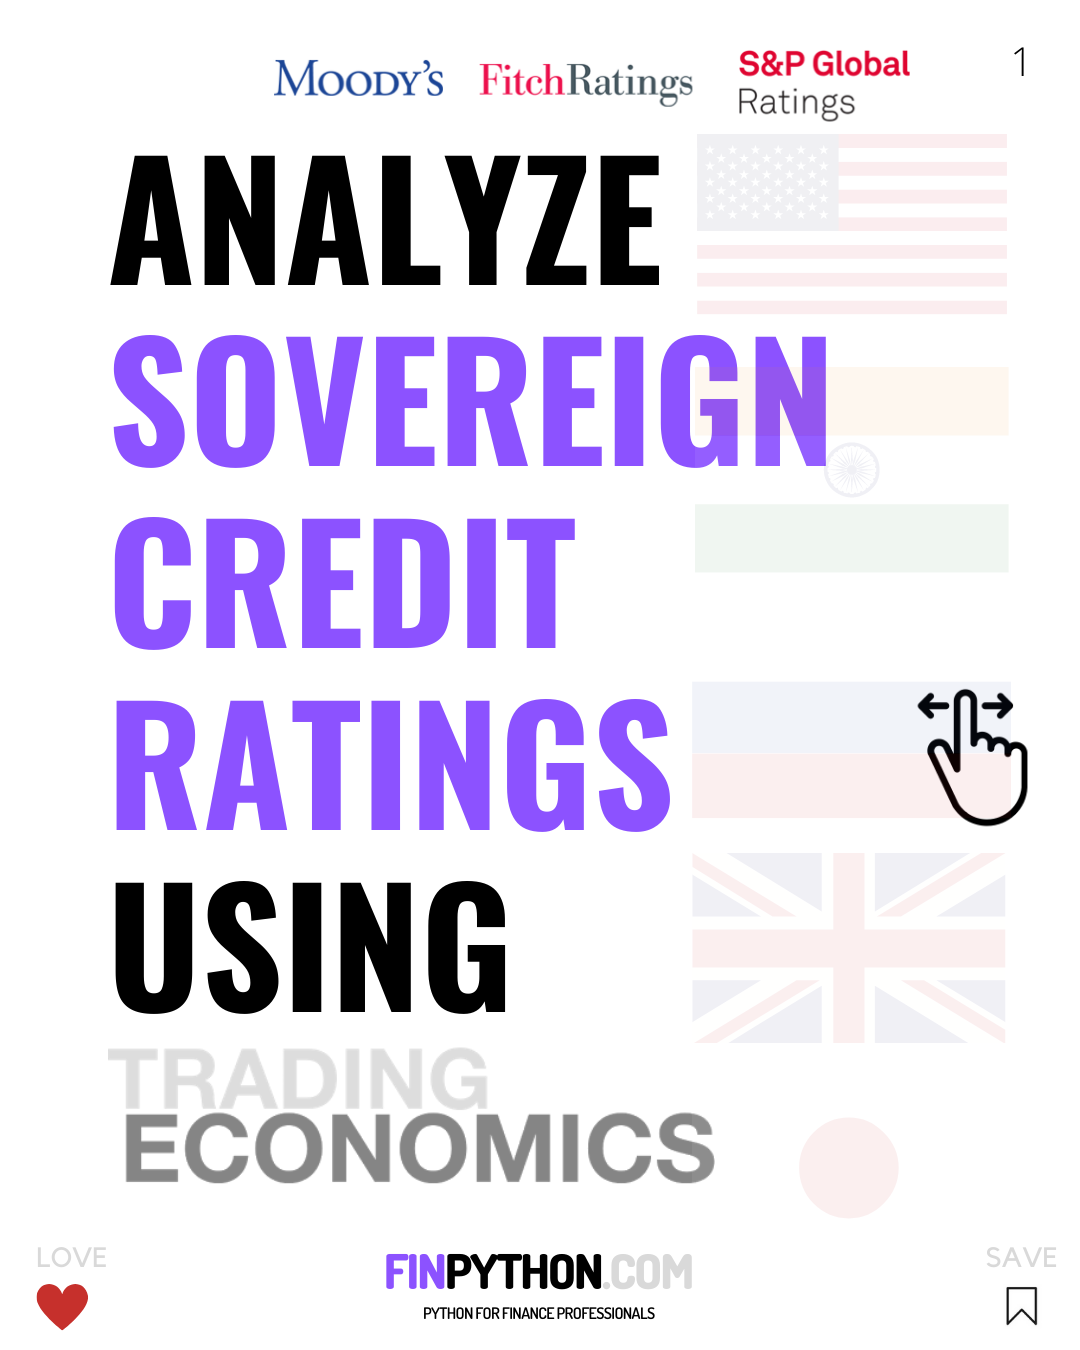 MOODY'S
FitchRatings
S&P Global
Ratings
1
ANALYZE
SOVEREIGN
CREDIT
RATINGS
USING
TRADING
ECONOMICS
LOVE
FINPYTHON.COM
PYTHON FOR FINANCE PROFESSIONALS
SAVE